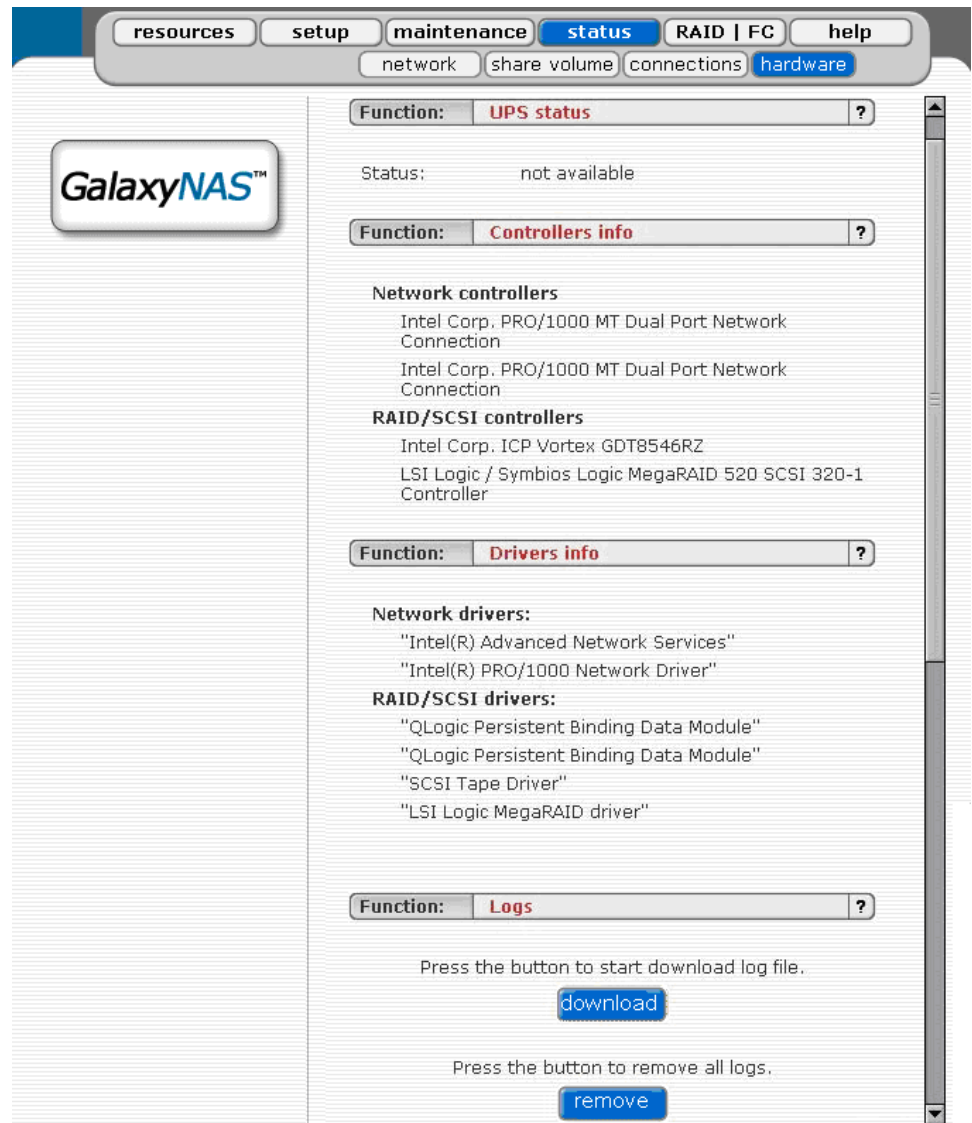 resources setup maintenance status RAID | FC help
network share volume connections hardware
GalaxyNAS™
Function: UPS status ?
Status: not available
Function: Controllers info ?
Network controllers
Intel Corp. PRO/1000 MT Dual Port Network
Connection
Intel Corp. PRO/1000 MT Dual Port Network
Connection
RAID/SCSI controllers
Intel Corp. ICP Vortex GDT8546RZ
LSI Logic / Symbios Logic MegaRAID 520 SCSI 320-1
Controller
Function: Drivers info ?
Network drivers:
"Intel(R) Advanced Network Services"
"Intel(R) PRO/1000 Network Driver"
RAID/SCSI drivers:
"QLogic Persistent Binding Data Module"
"QLogic Persistent Binding Data Module"
"SCSI Tape Driver"
"LSI Logic MegaRAID driver"
Function: Logs ?
Press the button to start download log file.
download
Press the button to remove all logs.
remove